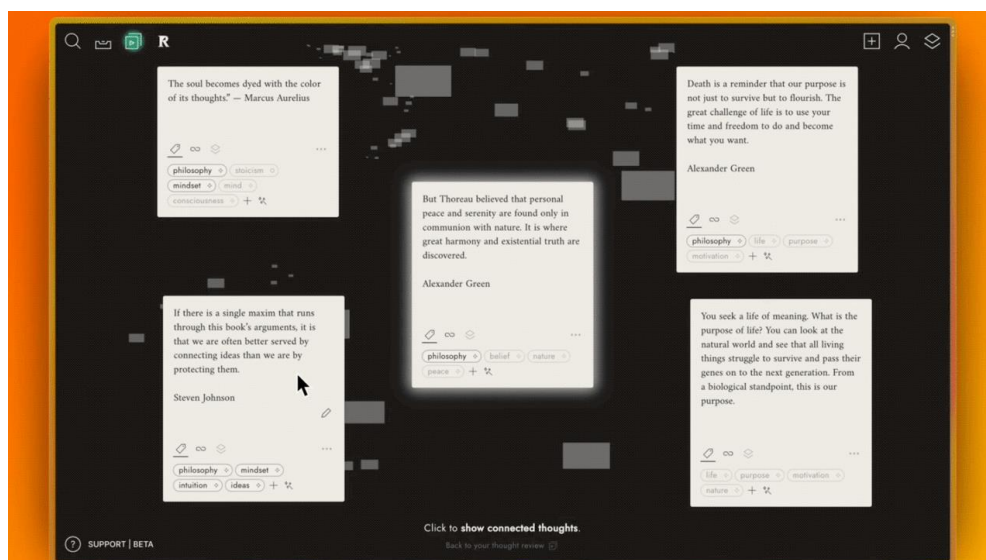 R
The soul becomes dyed with the color
of its thoughts.” — Marcus Aurelius
philosophy
stoicism
mindset
mind
consciousness
Death is a reminder that our purpose is
not just to survive but to flourish. The
great challenge of life is to use your
time and freedom to do and become
what you want.
Alexander Green
philosophy
life
purpose
motivation
But Thoreau believed that personal
peace and serenity are found only in
communion with nature. It is where
great harmony and existential truth are
discovered.
Alexander Green
philosophy
belief
nature
peace
If there is a single maxim that runs
through this book’s arguments, it is
that we are often better served by
connecting ideas than we are by
protecting them.
Steven Johnson
philosophy
mindset
intuition
ideas
You seek a life of meaning. What is the
purpose of life? You can look at the
natural world and see that all living
things struggle to survive and pass their
genes on to the next generation. From
a biological standpoint, this is our
purpose.
life
purpose
motivation
nature
Click to show connected thoughts.
Back to your thought review
? SUPPORT | BETA